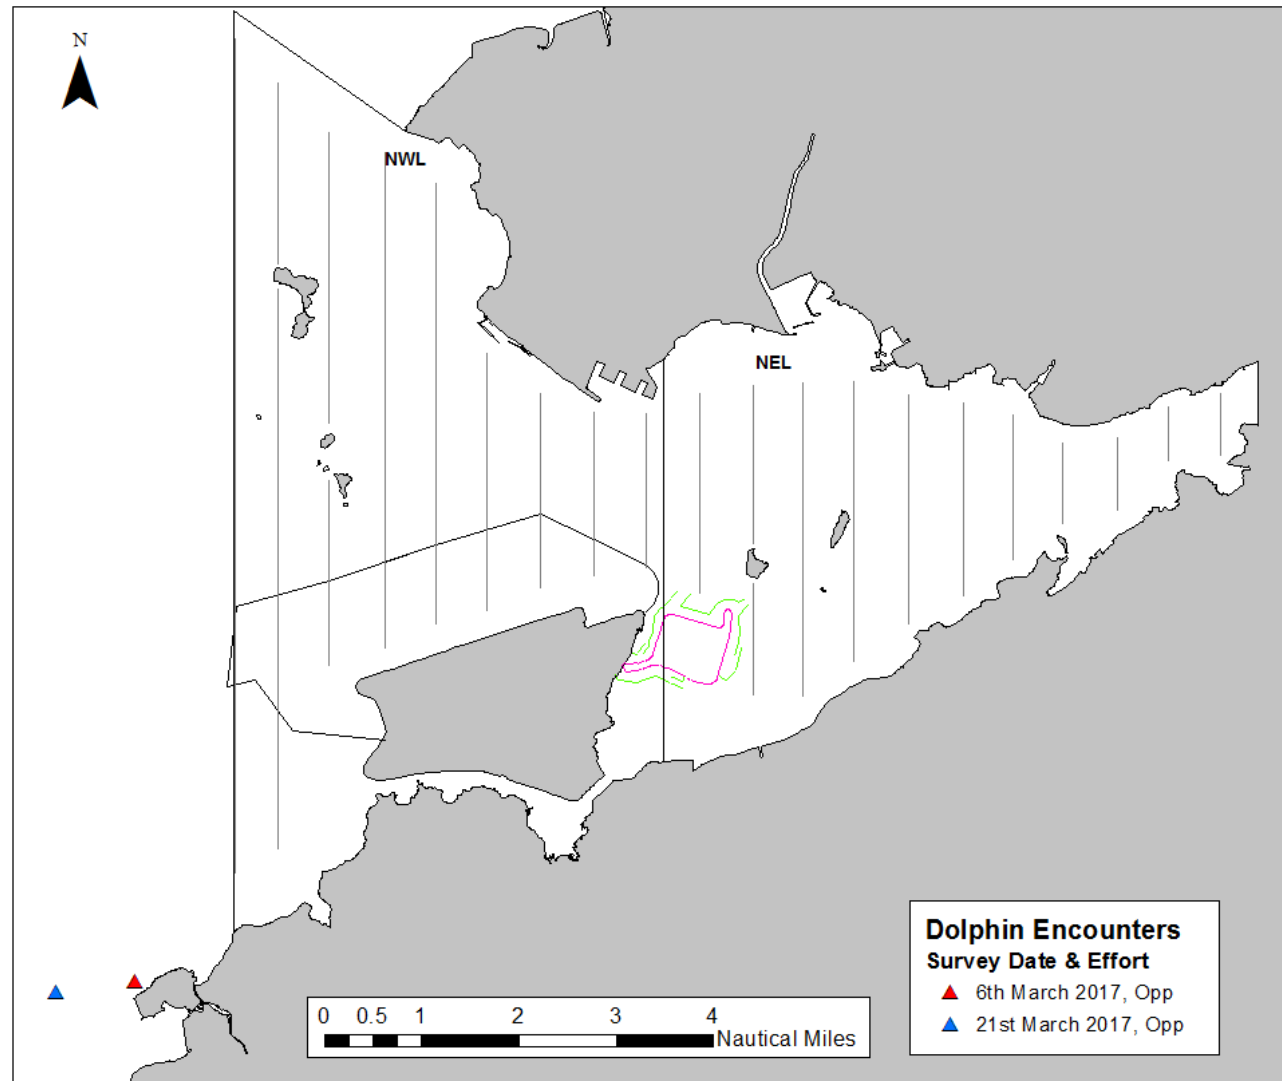 N
NWL
NEL
Dolphin Encounters
Survey Date & Effort
6th March 2017, Opp
21st March 2017, Opp
0 0.5 1 2 3 4
Nautical Miles